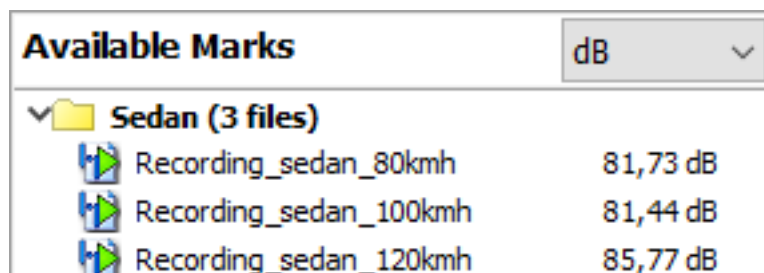 Available Marks dB
Sedan (3 files)
Recording_sedan_80kmh 81,73 dB
Recording_sedan_100kmh 81,44 dB
Recording_sedan_120kmh 85,77 dB